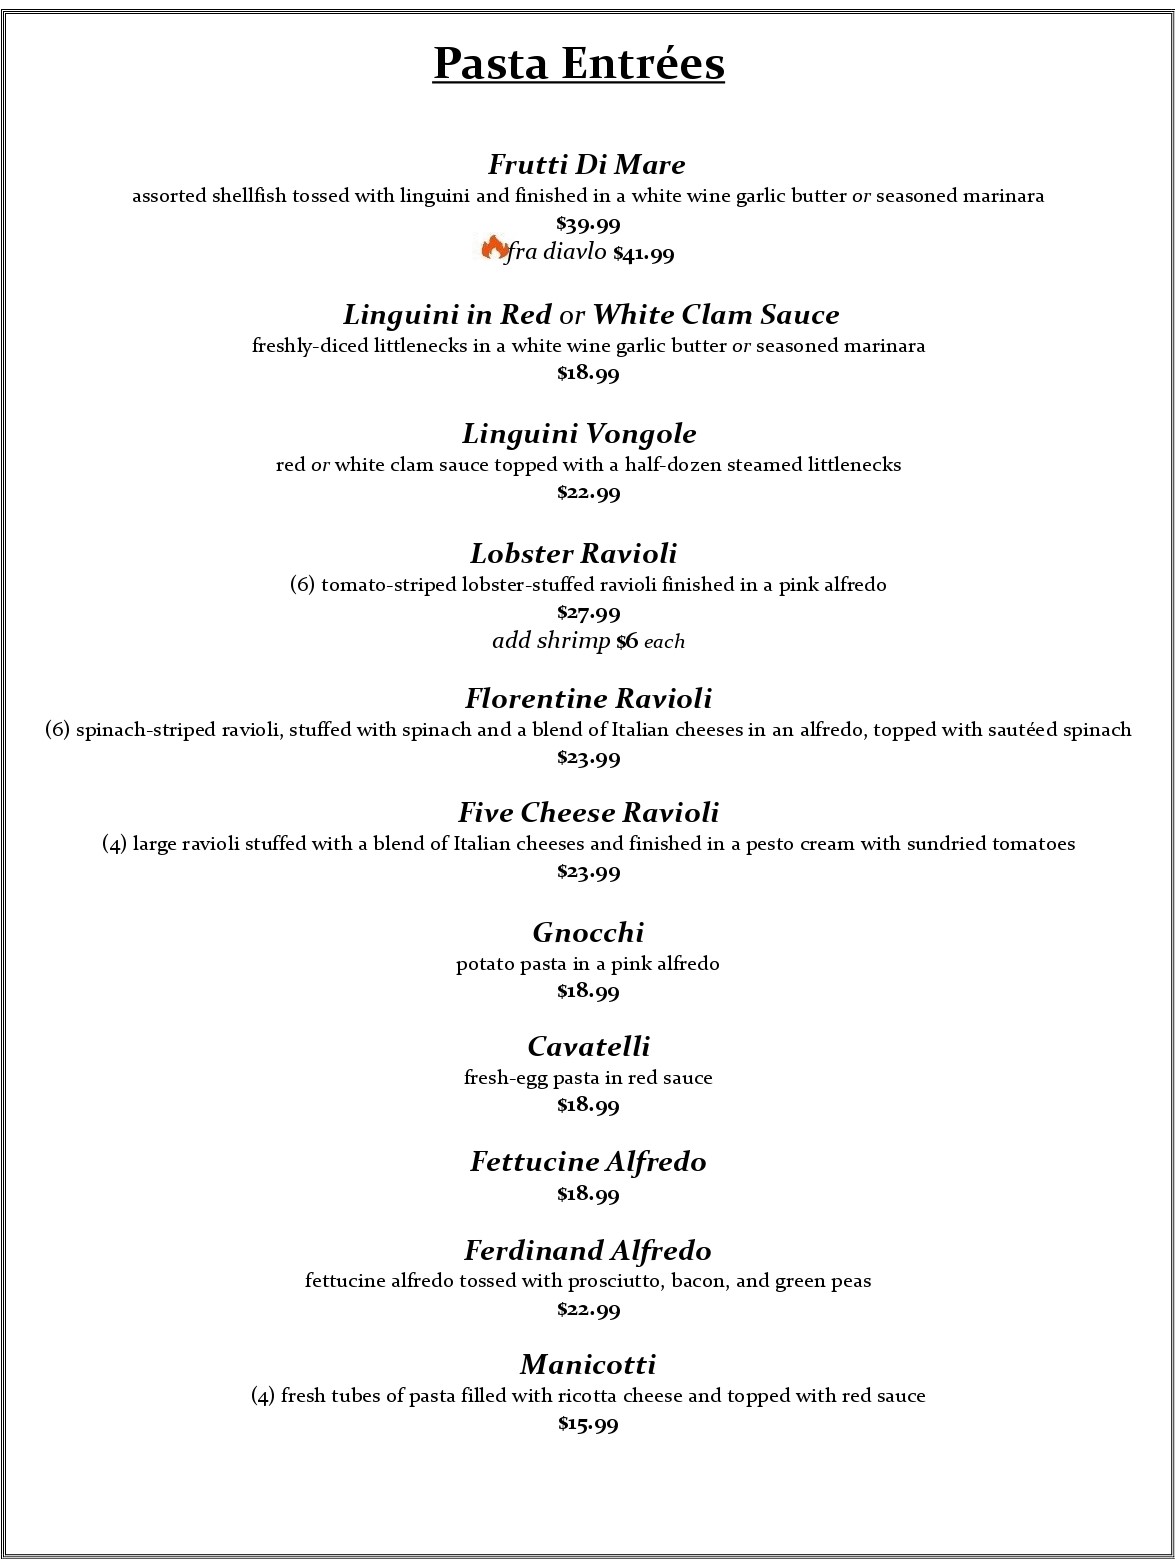 Pasta Entrées
Frutti Di Mare
assorted shellfish tossed with linguini and finished in a white wine garlic butter or seasoned marinara
$39.99
fra diavlo $41.99
Linguini in Red or White Clam Sauce
freshly-diced littlenecks in a white wine garlic butter or seasoned marinara
$18.99
Linguini Vongole
red or white clam sauce topped with a half-dozen steamed littlenecks
$22.99
Lobster Ravioli
(6) tomato-striped lobster-stuffed ravioli finished in a pink alfredo
$27.99
add shrimp $6 each
Florentine Ravioli
(6) spinach-striped ravioli, stuffed with spinach and a blend of Italian cheeses in an alfredo, topped with sautéed spinach
$23.99
Five Cheese Ravioli
(4) large ravioli stuffed with a blend of Italian cheeses and finished in a pesto cream with sundried tomatoes
$23.99
Gnocchi
potato pasta in a pink alfredo
$18.99
Cavatelli
fresh-egg pasta in red sauce
$18.99
Fettucine Alfredo
$18.99
Ferdinand Alfredo
fettucine alfredo tossed with prosciutto, bacon, and green peas
$22.99
Manicotti
(4) fresh tubes of pasta filled with ricotta cheese and topped with red sauce
$15.99